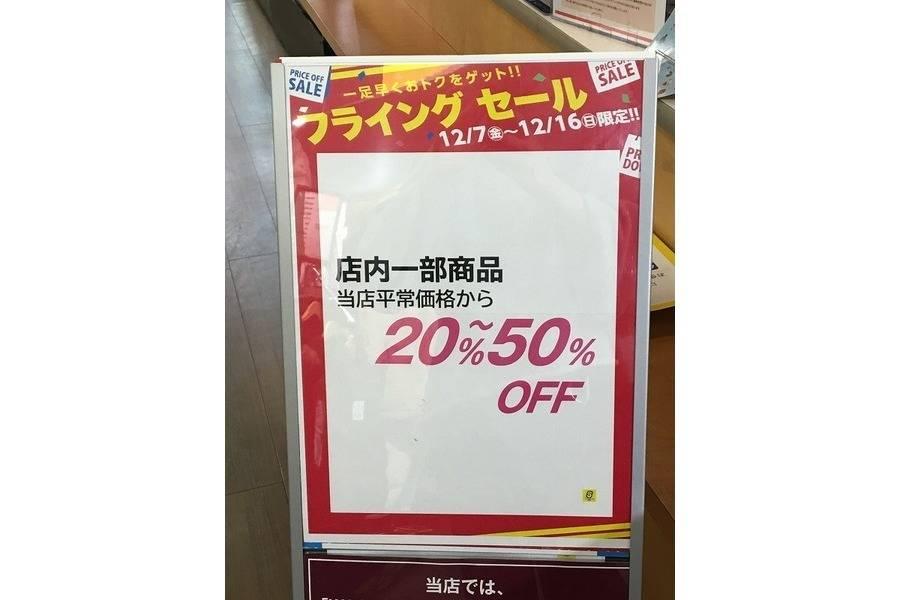 PRICE OFF
SALE
一足早くおトクをゲット!!
PRICE OFF
SALE
フライング セール
12/7㊎~12/16㊐限定!!
店内一部商品
当店平常価格から
20%~50%
OFF
当店では、